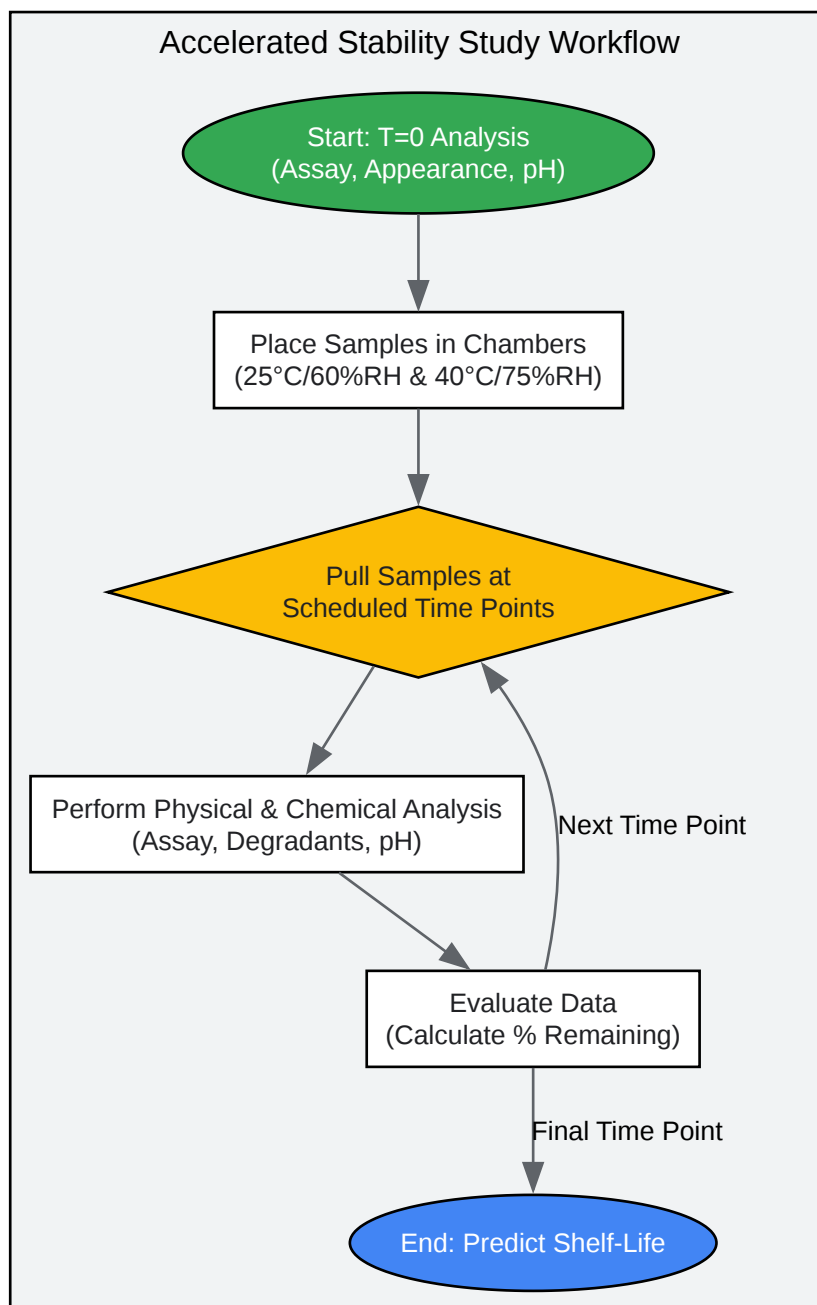 Accelerated Stability Study Workflow
Start: T=0 Analysis
(Assay, Appearance, pH)
Place Samples in Chambers
(25°C/60%RH & 40°C/75%RH)
Pull Samples at
Scheduled Time Points
Perform Physical & Chemical Analysis
(Assay, Degradants, pH)
Next Time Point
Evaluate Data
(Calculate % Remaining)
Final Time Point
End: Predict Shelf-Life